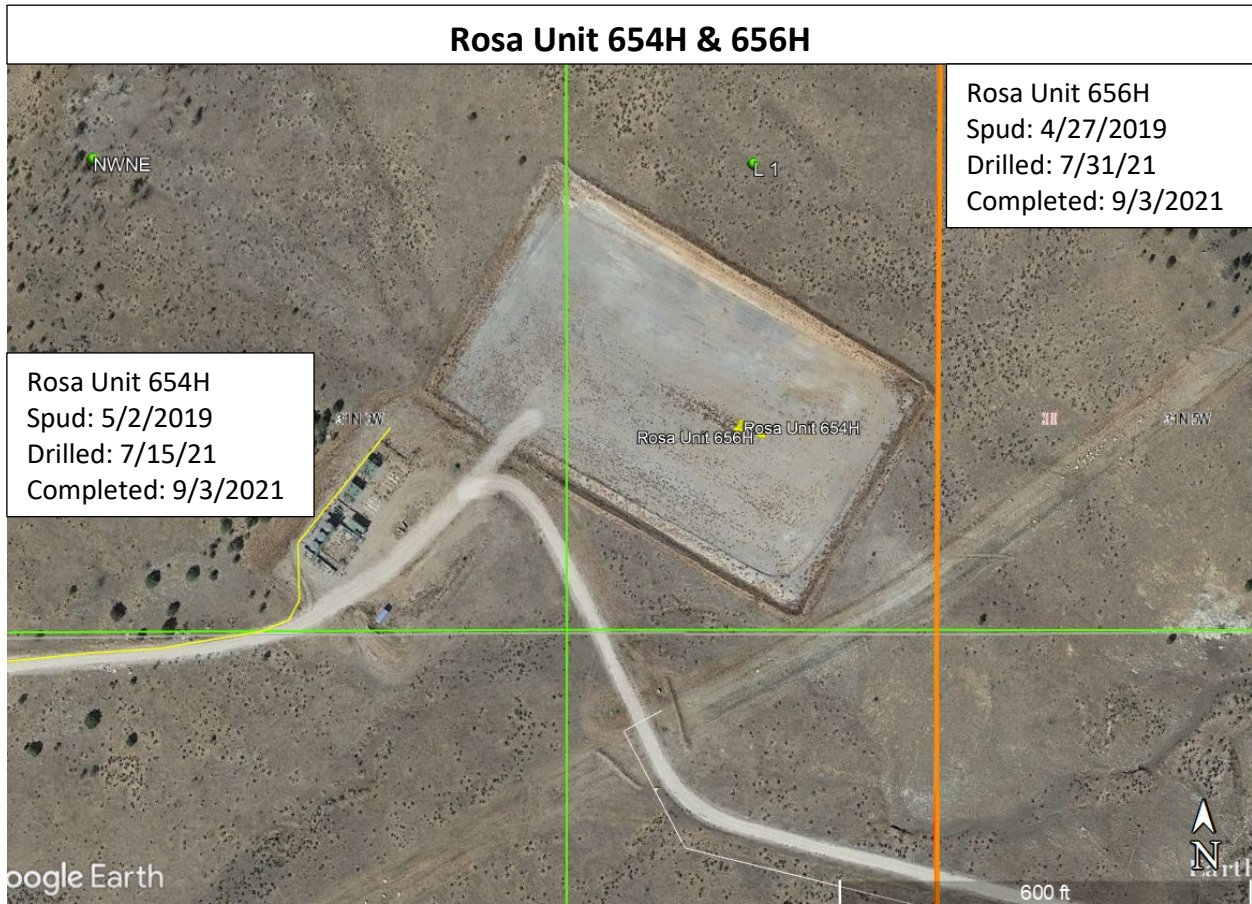 Rosa Unit 654H & 656H
Rosa Unit 656H
Spud: 4/27/2019
Drilled: 7/31/21
Completed: 9/3/2021
NWNE
L 1
Rosa Unit 654H
Spud: 5/2/2019
Drilled: 7/15/21
Completed: 9/3/2021
31N 5W
Rosa Unit 656H
Rosa Unit 654H
oogle Earth
N
600 ft